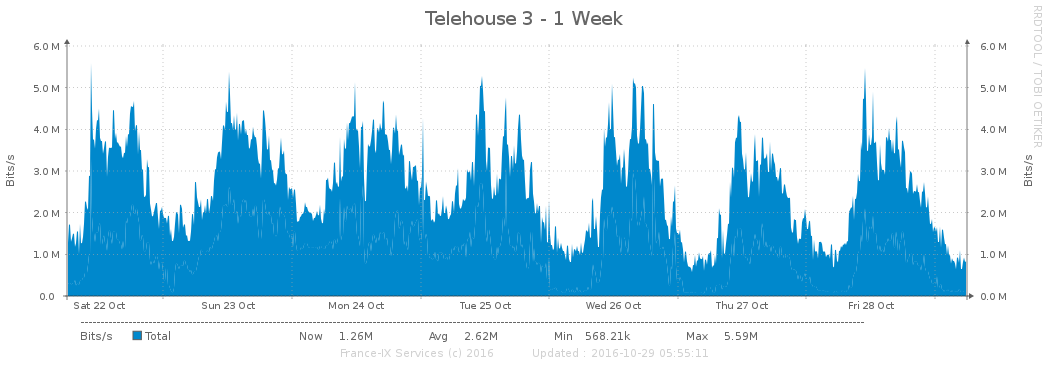 Telehouse 3 - 1 Week
RRDTOOL / TOBI OETIKER
6.0 M 6.0 M
5.0 M 5.0 M
4.0 M 4.0 M
3.0 M 3.0 M
2.0 M 2.0 M
1.0 M 1.0 M
0.0 0.0 M
Bits/s
Bits/s
Sat 22 Oct Sun 23 Oct Mon 24 Oct Tue 25 Oct Wed 26 Oct Thu 27 Oct Fri 28 Oct
Bits/s Total Now 1.26M Avg 2.62M Min 568.21k Max 5.59M
France-IX Services (c) 2016 Updated : 2016-10-29 05:55:11